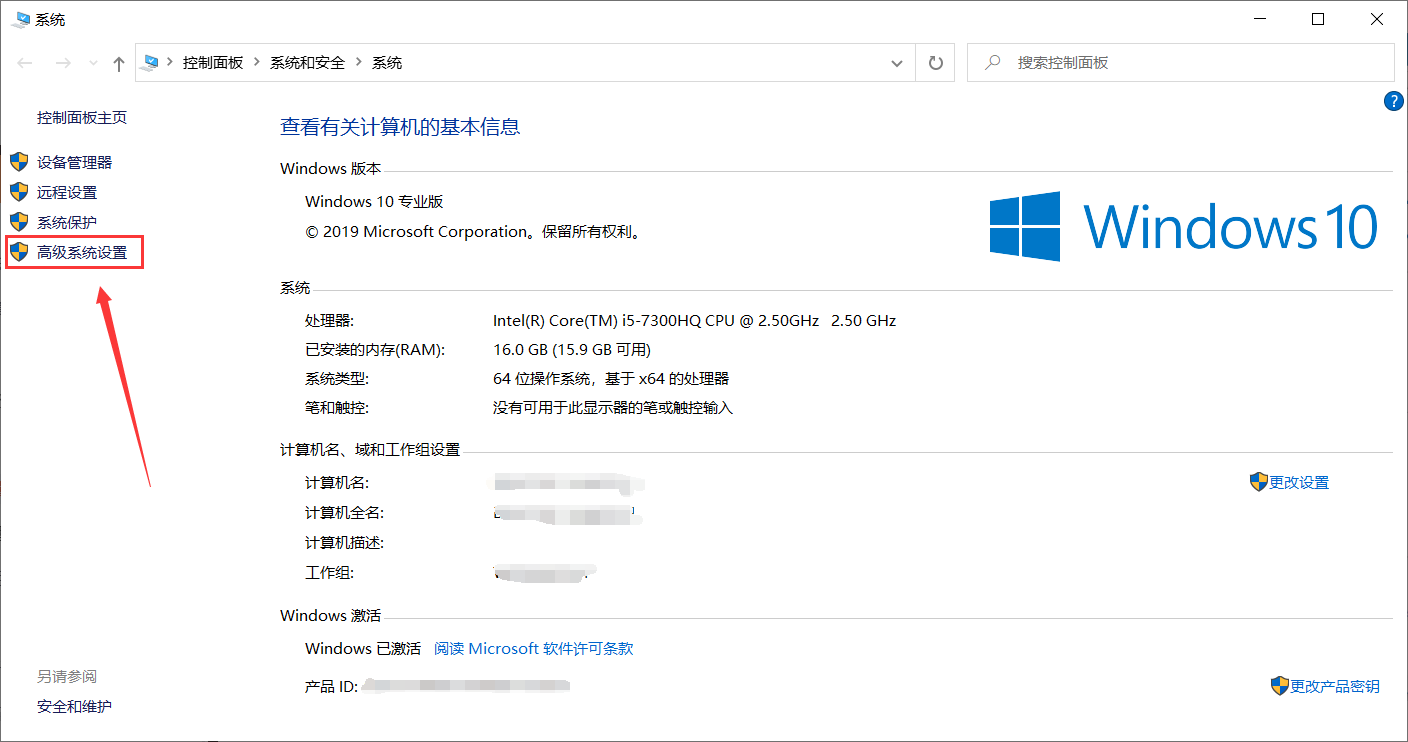 系统
控制面板 系统和安全 系统
搜索控制面板
?
控制面板主页
设备管理器
远程设置
系统保护
高级系统设置
查看有关计算机的基本信息
Windows 版本
Windows 10 专业版
© 2019 Microsoft Corporation。保留所有权利。
Windows 10
系统
处理器: Intel(R) Core(TM) i5-7300HQ CPU @ 2.50GHz 2.50 GHz
已安装的内存(RAM): 16.0 GB (15.9 GB 可用)
系统类型: 64 位操作系统，基于 x64 的处理器
笔和触控: 没有可用于此显示器的笔或触控输入
计算机名、域和工作组设置
计算机名: 更改设置
计算机全名:
计算机描述:
工作组:
Windows 激活
Windows 已激活 阅读 Microsoft 软件许可条款
产品 ID: 更改产品密钥
另请参阅
安全和维护